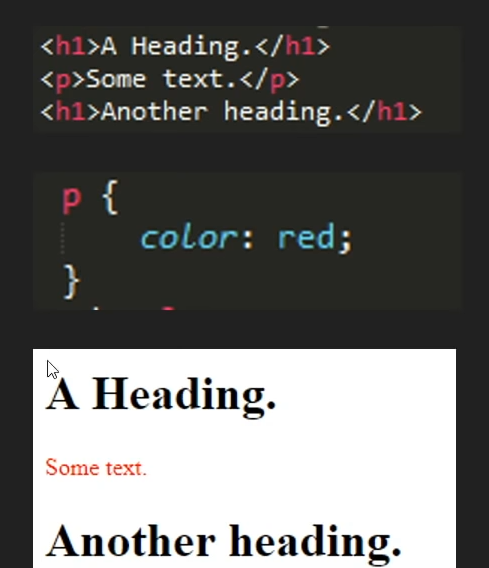 <h1>A Heading.</h1>
<p>Some text.</p>
<h1>Another heading.</h1>
p {
color: red;
}
A Heading.
Some text.
Another heading.